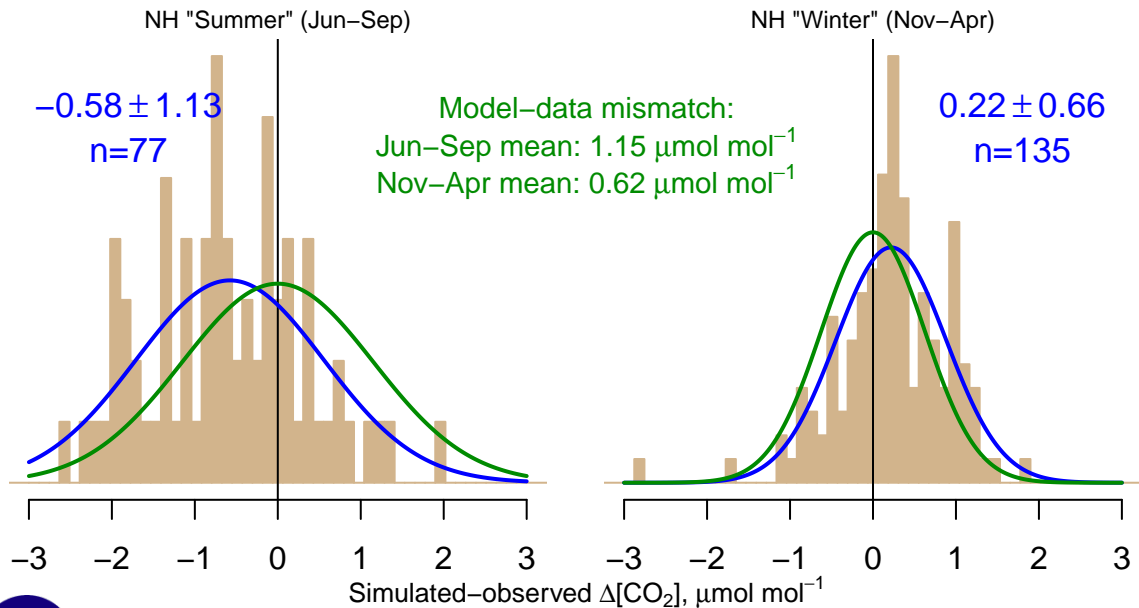 NH "Summer" (Jun−Sep)
NH "Winter" (Nov−Apr)
−0.58 ± 1.13
n=77
Model−data mismatch:
Jun−Sep mean: 1.15 μmol mol⁻¹
Nov−Apr mean: 0.62 μmol mol⁻¹
0.22 ± 0.66
n=135
−3 −2 −1 0 1 2 3
−3 −2 −1 0 1 2 3
Simulated−observed Δ[CO₂], μmol mol⁻¹